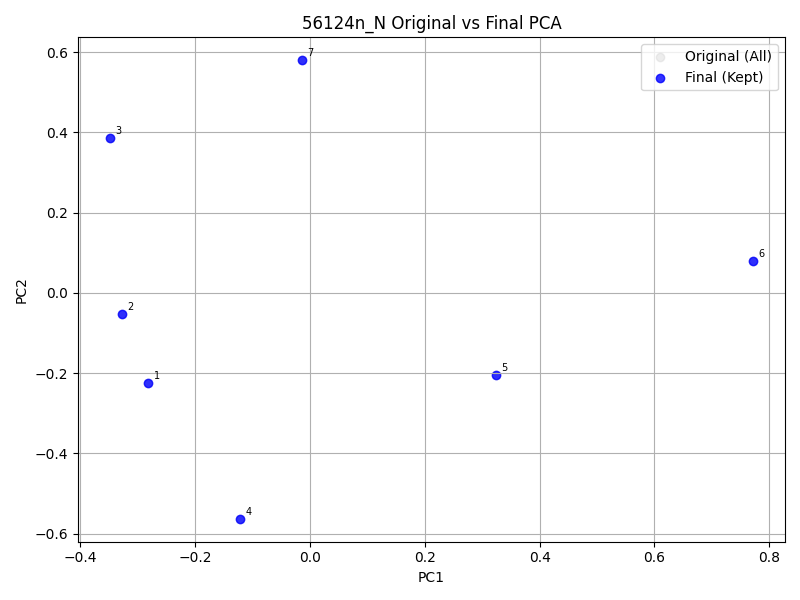 56124n_N Original vs Final PCA
Original (All)
Final (Kept)
7
3
6
2
5
1
4
0.6
0.4
0.2
0.0
−0.2
−0.4
−0.6
PC2
−0.4 −0.2 0.0 0.2 0.4 0.6 0.8
PC1